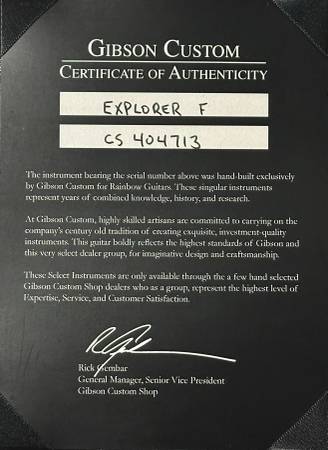 GIBSON CUSTOM
CERTIFICATE OF AUTHENTICITY
EXPLORER F
CS 404713
The instrument bearing the serial number above was hand-built exclusively
by Gibson Custom for Rainbow Guitars. These singular instruments
represent years of combined knowledge, history, and research.
At Gibson Custom, highly skilled artisans are committed to carrying on the
company's century old tradition of creating exquisite, investment-quality
instruments. This guitar boldly reflects the highest standards of Gibson and
this very select dealer group, for imaginative design and craftsmanship.
These Select Instruments are only available through the a few hand selected
Gibson Custom Shop dealers who as a group, represent the highest level of
Expertise, Service, and Customer Satisfaction.
Rick Gembar
General Manager, Senior Vice President
Gibson Custom Shop